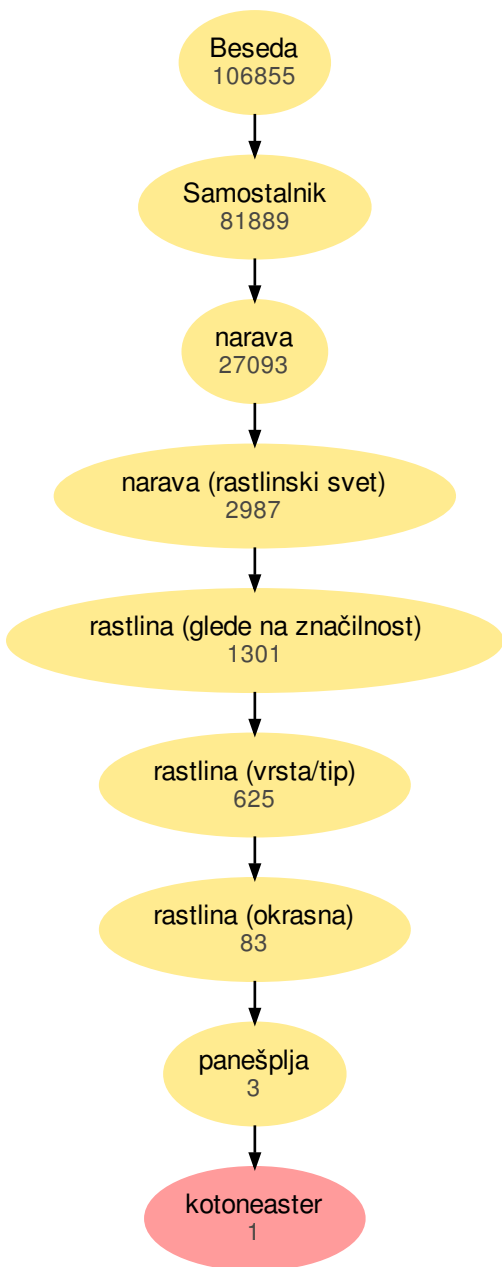 Beseda
106855
Samostalnik
81889
narava
27093
narava (rastlinski svet)
2987
rastlina (glede na značilnost)
1301
rastlina (vrsta/tip)
625
rastlina (okrasna)
83
panešplja
3
kotoneaster
1